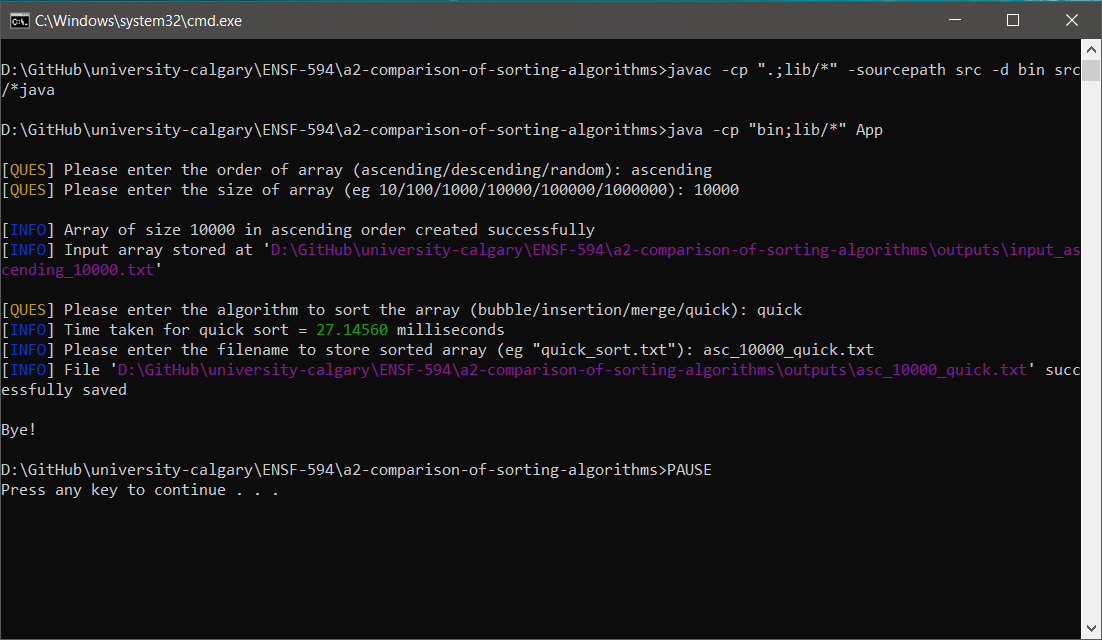 C:\Windows\system32\cmd.exe
D:\GitHub\university-calgary\ENSF-594\a2-comparison-of-sorting-algorithms>javac -cp ".;lib/*" -sourcepath src -d bin src
/*java
D:\GitHub\university-calgary\ENSF-594\a2-comparison-of-sorting-algorithms>java -cp "bin;lib/*" App
[QUES] Please enter the order of array (ascending/descending/random): ascending
[QUES] Please enter the size of array (eg 10/100/1000/10000/100000/1000000): 10000
[INFO] Array of size 10000 in ascending order created successfully
[INFO] Input array stored at 'D:\GitHub\university-calgary\ENSF-594\a2-comparison-of-sorting-algorithms\outputs\input_as
cending_10000.txt'
[QUES] Please enter the algorithm to sort the array (bubble/insertion/merge/quick): quick
[INFO] Time taken for quick sort = 27.14560 milliseconds
[INFO] Please enter the filename to store sorted array (eg "quick_sort.txt"): asc_10000_quick.txt
[INFO] File 'D:\GitHub\university-calgary\ENSF-594\a2-comparison-of-sorting-algorithms\outputs\asc_10000_quick.txt' succ
essfully saved
Bye!
D:\GitHub\university-calgary\ENSF-594\a2-comparison-of-sorting-algorithms>PAUSE
Press any key to continue . . .